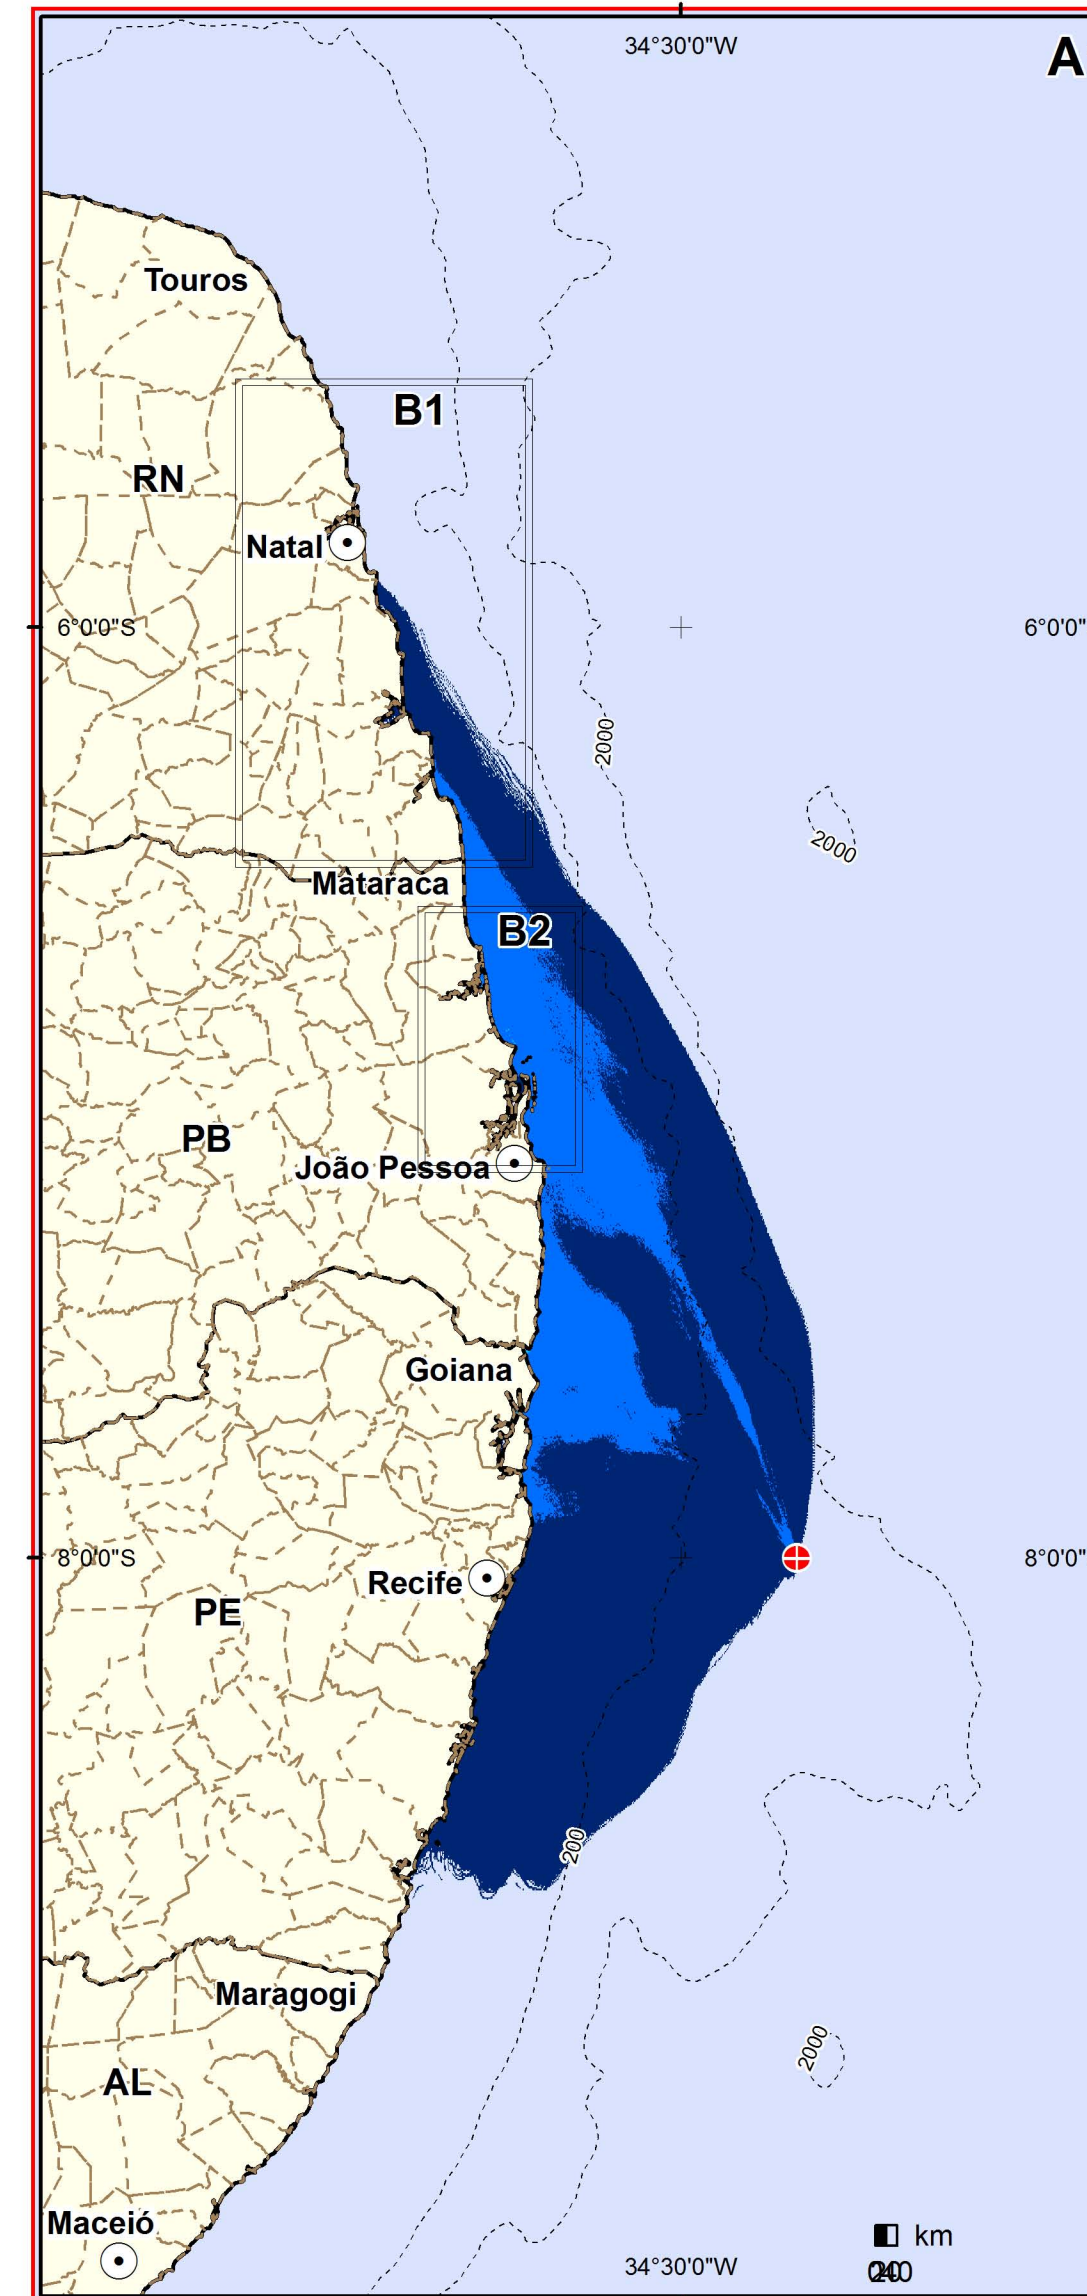 34°30'0"W
A
Touros
B1
RN
Natal
6°0'0"S
6°0'0"
2000
2000
Mataraca
B2
PB
João Pessoa
Goiana
8°0'0"S
8°0'0"
Recife
PE
200
Maragogi
2000
AL
Maceió
km
34°30'0"W